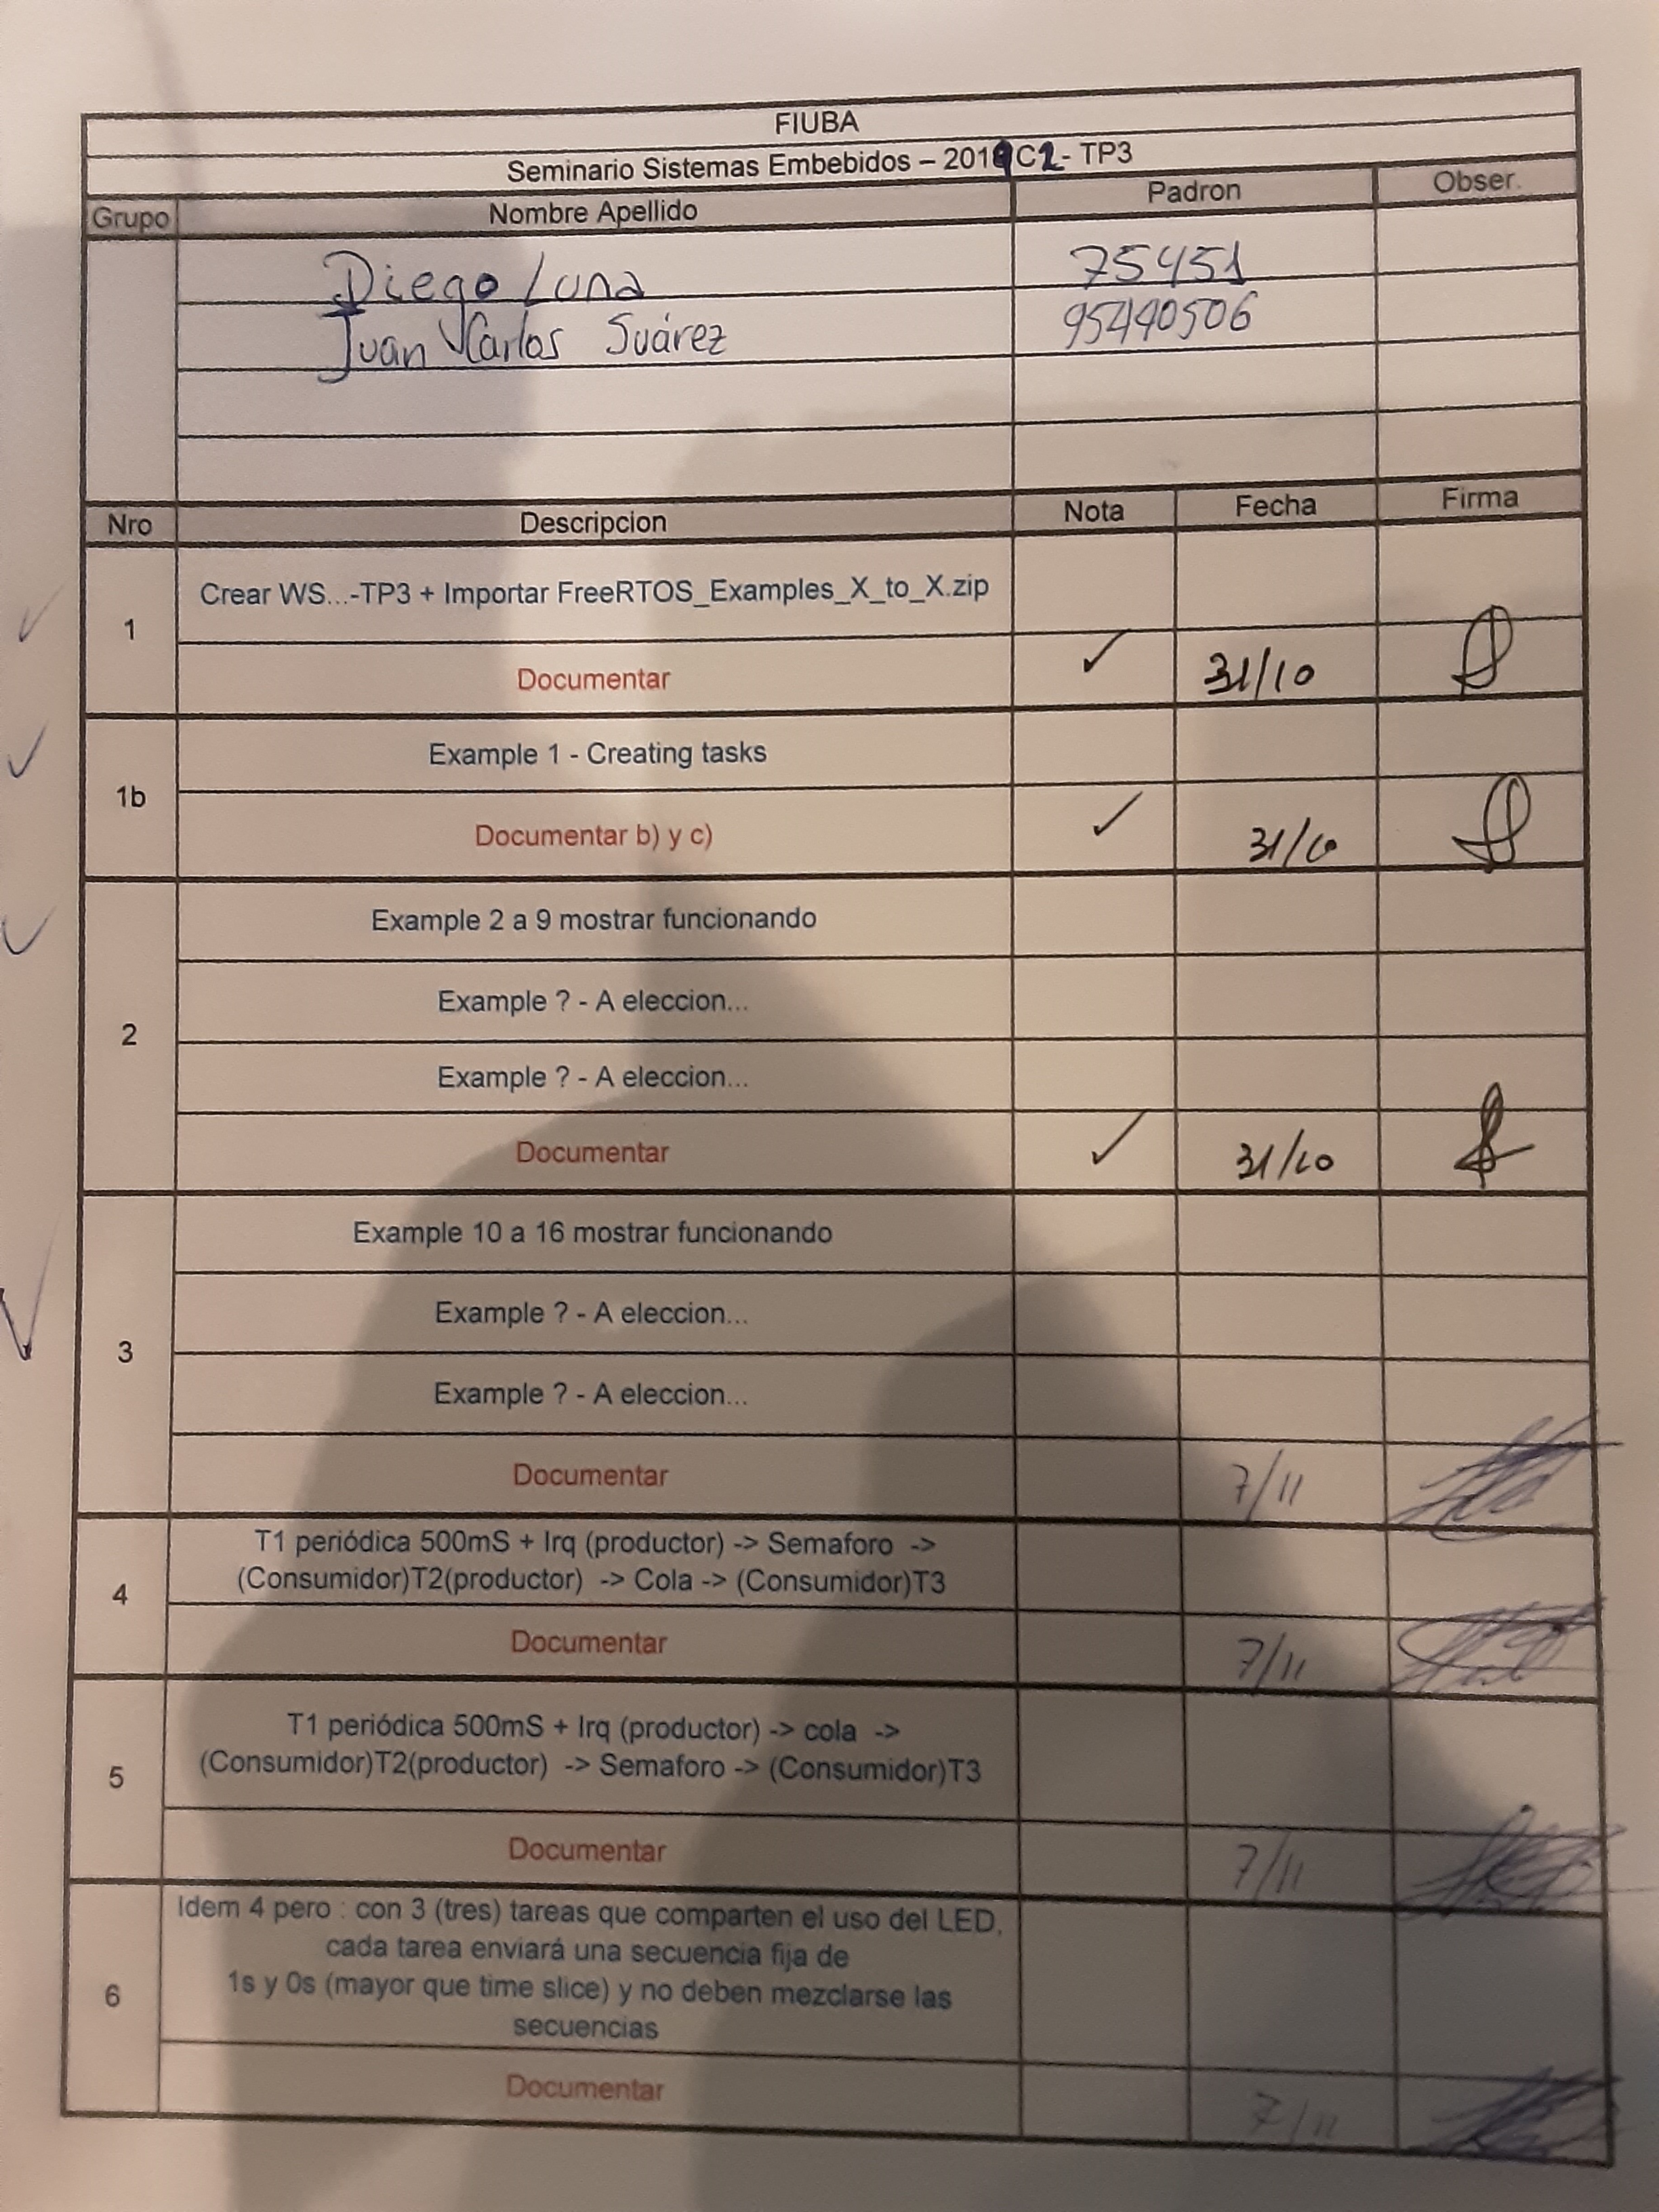 FIUBA
Seminario Sistemas Embebidos – 2019 C2 - TP3
Grupo Nombre Apellido Padron Obser.
Diego Luna 75451
Juan Carlos Suárez 95440506
Nro Descripcion Nota Fecha Firma
Crear WS...-TP3 + Importar FreeRTOS_Examples_X_to_X.zip
1
Documentar ✓ 31/10
Example 1 - Creating tasks
1b
Documentar b) y c) ✓ 31/10
Example 2 a 9 mostrar funcionando
Example ? - A eleccion...
2
Example ? - A eleccion...
Documentar ✓ 31/10
Example 10 a 16 mostrar funcionando
Example ? - A eleccion...
3
Example ? - A eleccion...
Documentar 7/11
T1 periódica 500mS + Irq (productor) -> Semaforo ->
(Consumidor)T2(productor) -> Cola -> (Consumidor)T3
4
Documentar 7/11
T1 periódica 500mS + Irq (productor) -> cola ->
(Consumidor)T2(productor) -> Semaforo -> (Consumidor)T3
5
Documentar 7/11
Idem 4 pero : con 3 (tres) tareas que comparten el uso del LED,
cada tarea enviará una secuencia fija de
1s y 0s (mayor que time slice) y no deben mezclarse las
6
secuencias
Documentar 7/11